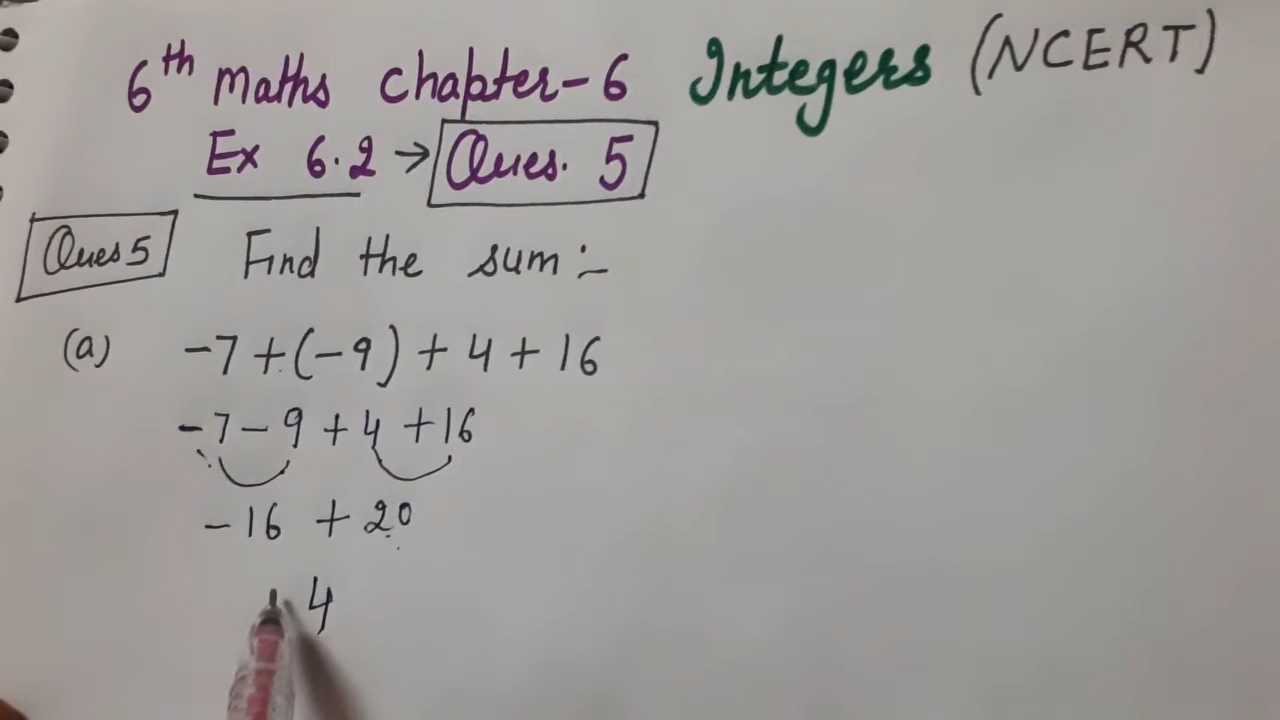 6th maths chapter-6 Integers (NCERT)
Ex 6.2 → Ques. 5
Ques 5 Find the sum :-
(a) -7 + (-9) + 4 + 16
-7 - 9 + 4 + 16
-16 + 20
4